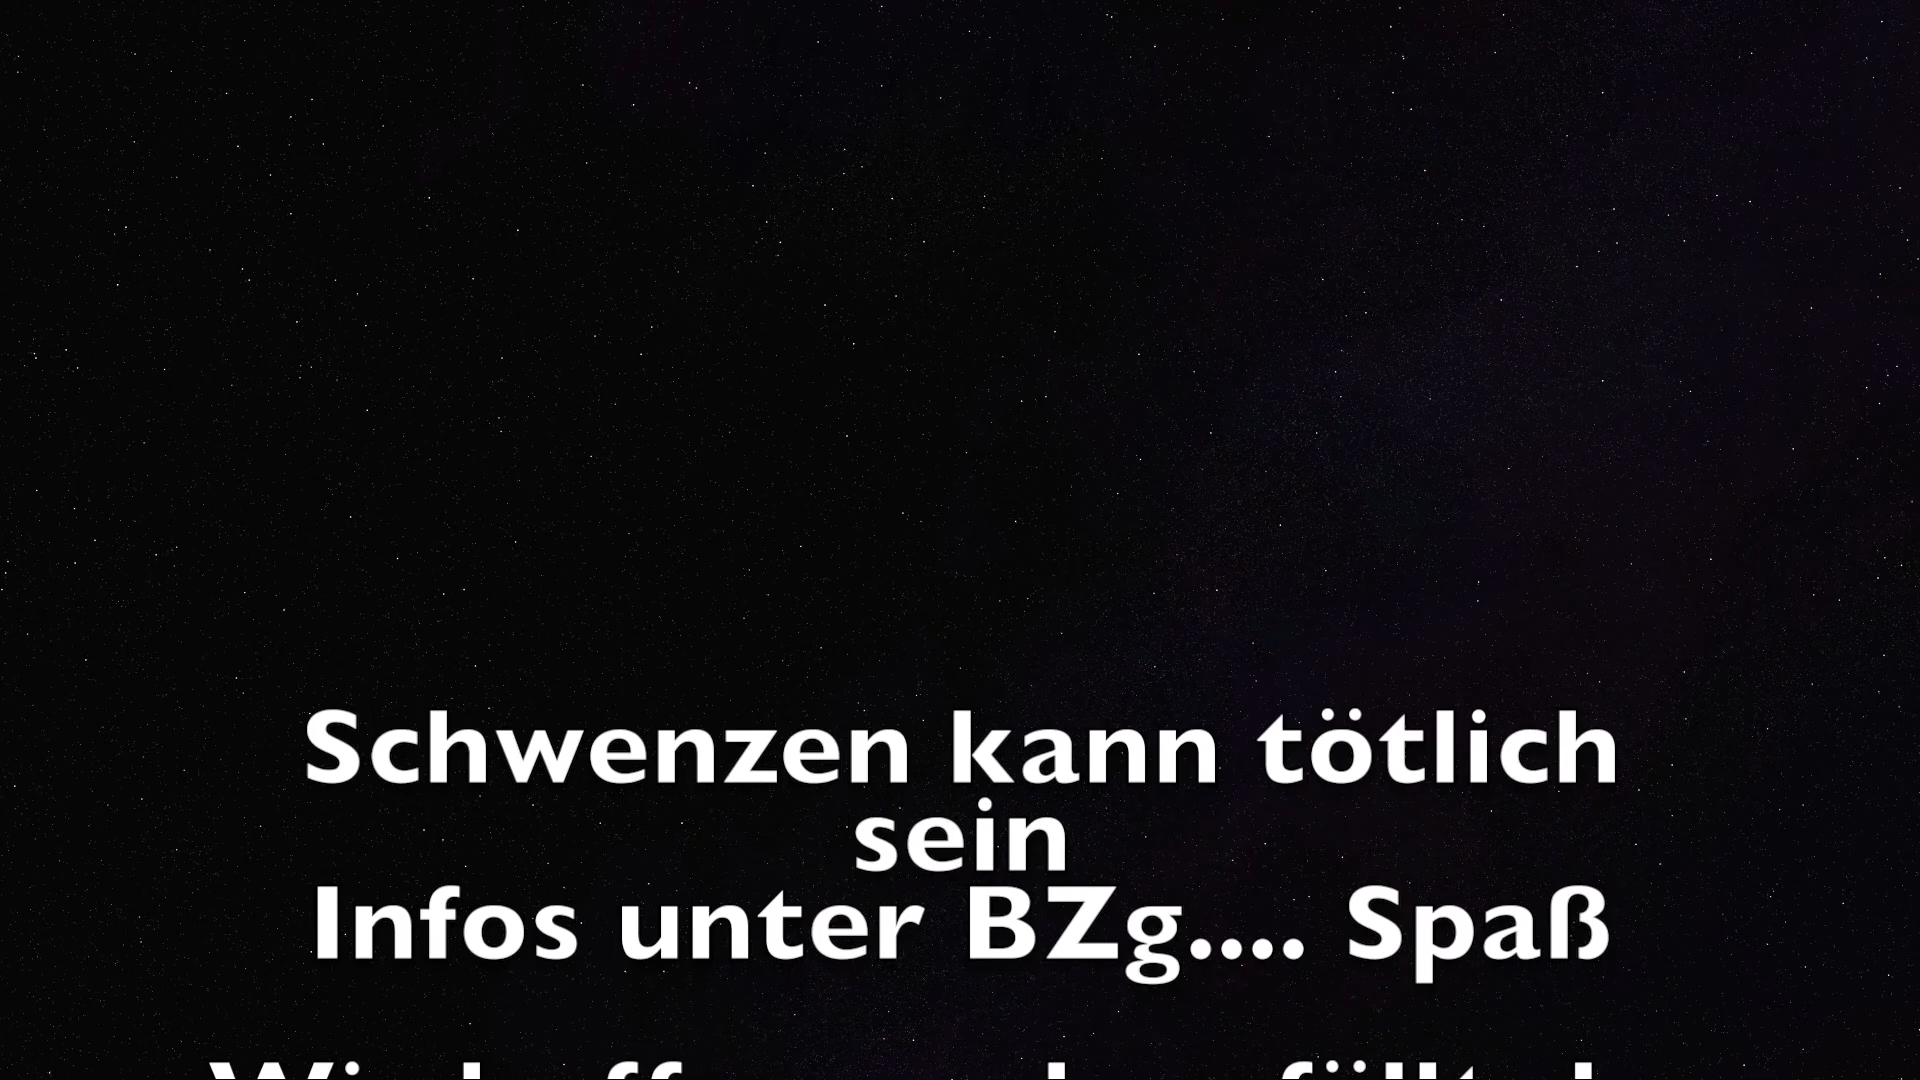 Schwenzen kann tötlich
sein
Infos unter BZg.... Spaß